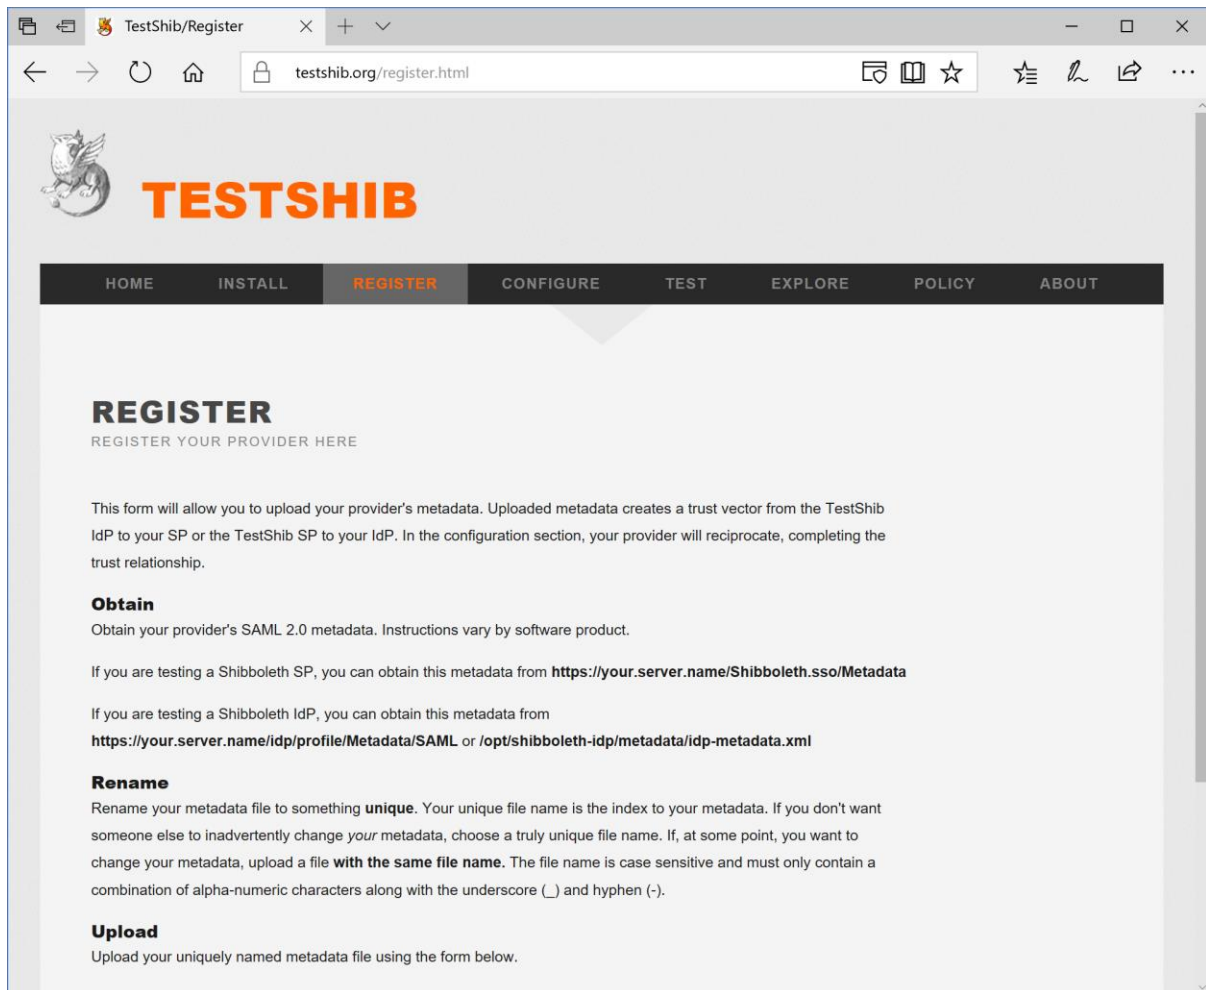 TestShib/Register
testshib.org/register.html
TESTSHIB
HOME INSTALL REGISTER CONFIGURE TEST EXPLORE POLICY ABOUT
REGISTER
REGISTER YOUR PROVIDER HERE
This form will allow you to upload your provider's metadata. Uploaded metadata creates a trust vector from the TestShib
IdP to your SP or the TestShib SP to your IdP. In the configuration section, your provider will reciprocate, completing the
trust relationship.
Obtain
Obtain your provider's SAML 2.0 metadata. Instructions vary by software product.
If you are testing a Shibboleth SP, you can obtain this metadata from https://your.server.name/Shibboleth.sso/Metadata
If you are testing a Shibboleth IdP, you can obtain this metadata from
https://your.server.name/idp/profile/Metadata/SAML or /opt/shibboleth-idp/metadata/idp-metadata.xml
Rename
Rename your metadata file to something unique. Your unique file name is the index to your metadata. If you don't want
someone else to inadvertently change your metadata, choose a truly unique file name. If, at some point, you want to
change your metadata, upload a file with the same file name. The file name is case sensitive and must only contain a
combination of alpha-numeric characters along with the underscore (_) and hyphen (-).
Upload
Upload your uniquely named metadata file using the form below.